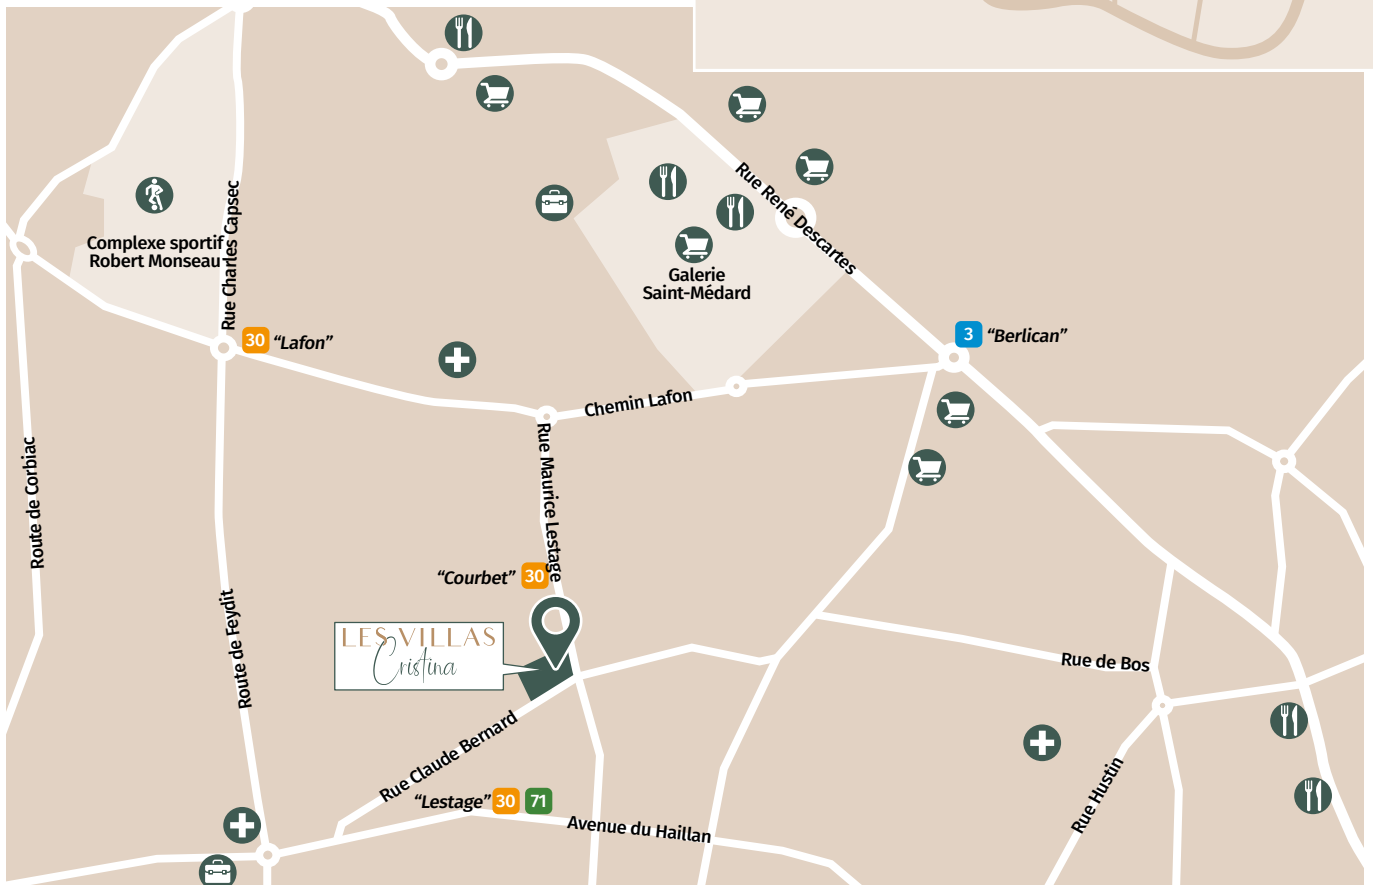 Rue René Descartes
Rue Charles Capsec
Complexe sportif
Robert Monseau
Galerie
Saint-Médard
30 “Lafon”
3 “Berlican”
Chemin Lafon
Rue Maurice Lestage
Route de Corbiac
“Courbet” 30
Route de Feydit
LES VILLAS
Cristina
Rue de Bos
Rue Claude Bernard
Rue Hustin
“Lestage” 30 71
Avenue du Haillan